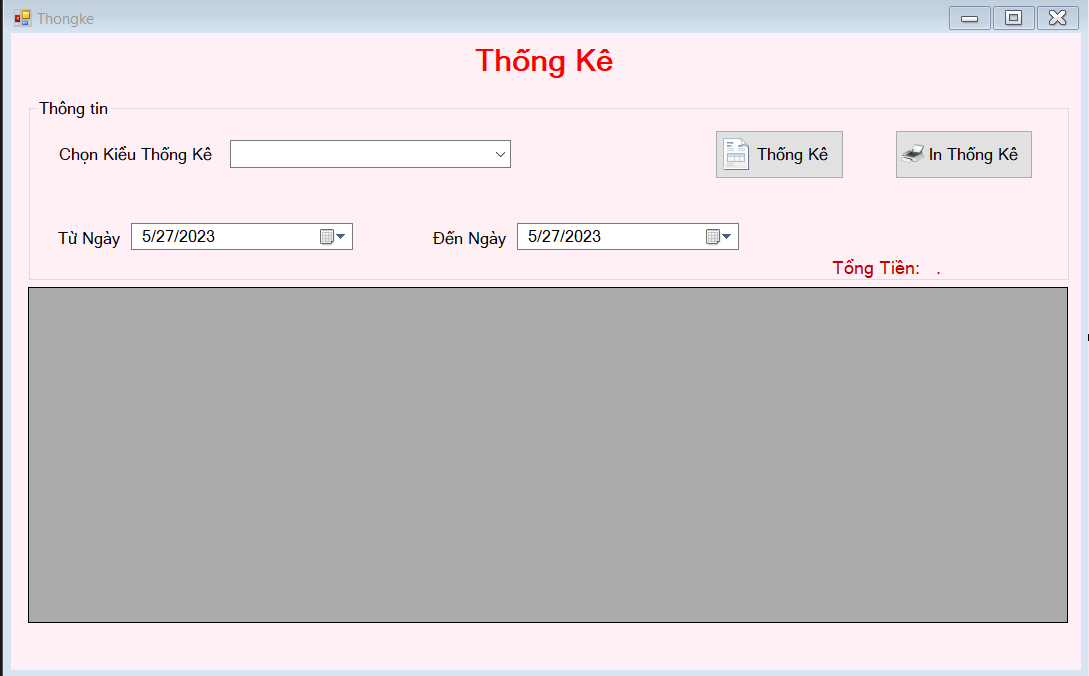 Thongke
Thống Kê
Thông tin
Chọn Kiểu Thống Kê
Thống Kê
In Thống Kê
Từ Ngày 5/27/2023
Đến Ngày 5/27/2023
Tổng Tiền: .